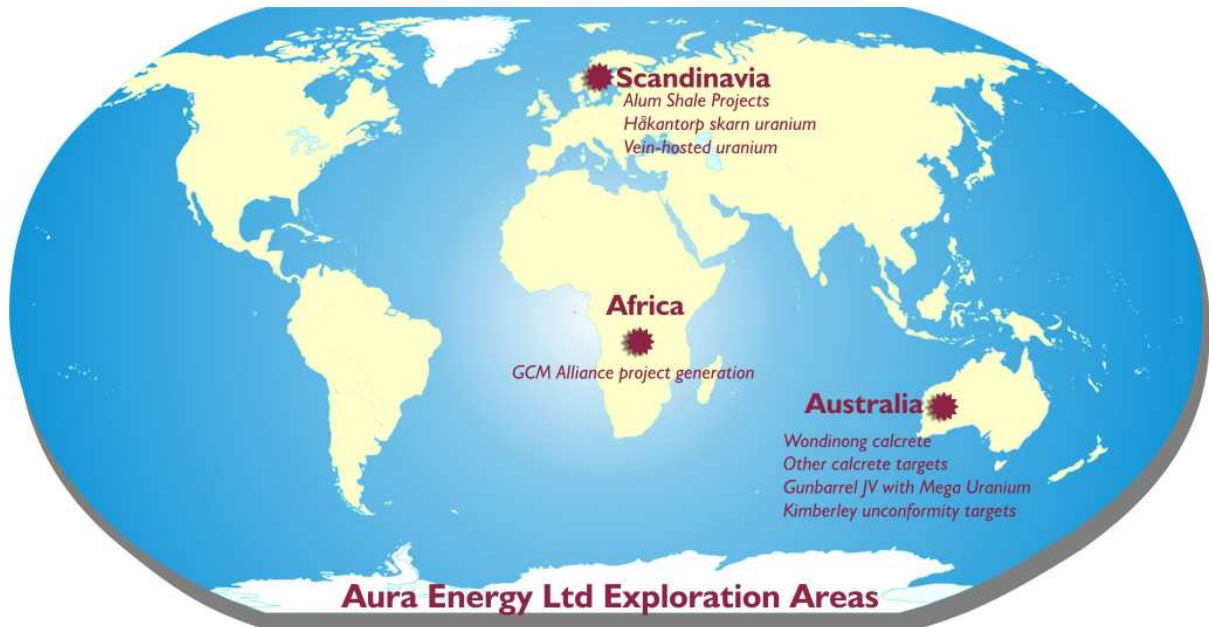 Scandinavia
Alum Shale Projects
Håkantorp skarn uranium
Vein-hosted uranium
Africa
GCM Alliance project generation
Australia
Wondinong calcrete
Other calcrete targets
Gunbarrel JV with Mega Uranium
Kimberley unconformity targets
Aura Energy Ltd Exploration Areas